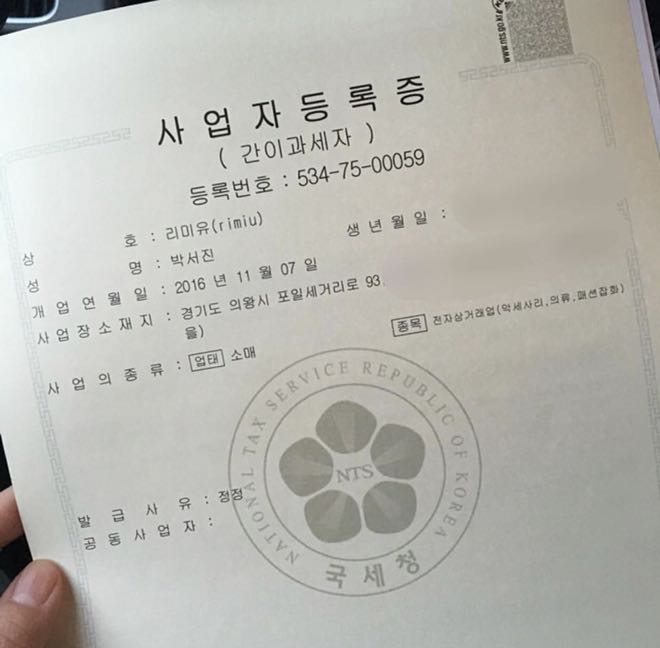 사업자등록증
( 간이과세자 )
등록번호 : 534-75-00059
상 호 : 리미유(rimiu)
성 명 : 박서진
생년월일 :
개업연월일 : 2016 년 11 월 07 일
사업장소재지 : 경기도 의왕시 포일세거리로 93
을)
사업의종류 : 업태 소매
종목 전자상거래업(악세사리,의류,패션잡화)
발급사유 : 정정
공동사업자 :
NATIONAL TAX SERVICE REPUBLIC OF KOREA
NTS
국세청